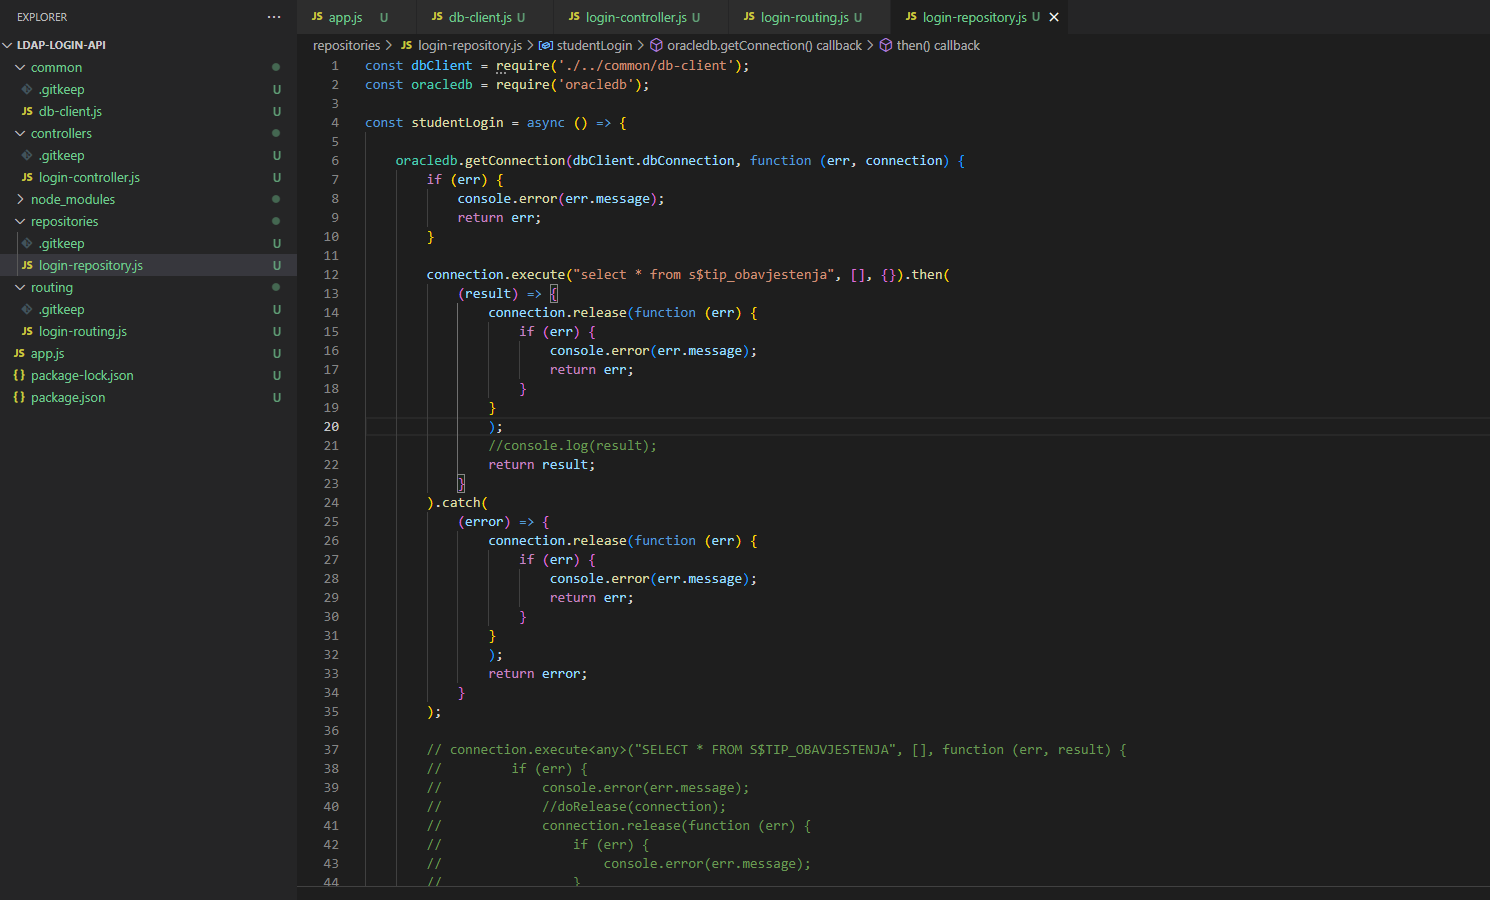 EXPLORER
···
LDAP-LOGIN-API
common
.gitkeep U
JS db-client.js U
controllers
.gitkeep U
JS login-controller.js U
node_modules
repositories
.gitkeep U
JS login-repository.js U
routing
.gitkeep U
JS login-routing.js U
JS app.js U
{} package-lock.json U
{} package.json U
JS app.js U
JS db-client.js U
JS login-controller.js U
JS login-routing.js U
JS login-repository.js U
repositories > JS login-repository.js > studentLogin > oracledb.getConnection() callback > then() callback
1 const dbClient = require('./../common/db-client');
2 const oracledb = require('oracledb');
3
4 const studentLogin = async () => {
5
6 oracledb.getConnection(dbClient.dbConnection, function (err, connection) {
7 if (err) {
8 console.error(err.message);
9 return err;
10 }
11
12 connection.execute("select * from s$tip_obavjestenja", [], {}).then(
13 (result) => {
14 connection.release(function (err) {
15 if (err) {
16 console.error(err.message);
17 return err;
18 }
19 }
20 );
21 //console.log(result);
22 return result;
23 }
24 ).catch(
25 (error) => {
26 connection.release(function (err) {
27 if (err) {
28 console.error(err.message);
29 return err;
30 }
31 }
32 );
33 return error;
34 }
35 );
36
37 // connection.execute<any>("SELECT * FROM S$TIP_OBAVJESTENJA", [], function (err, result) {
38 // if (err) {
39 // console.error(err.message);
40 // //doRelease(connection);
41 // connection.release(function (err) {
42 // if (err) {
43 // console.error(err.message);
44 // }